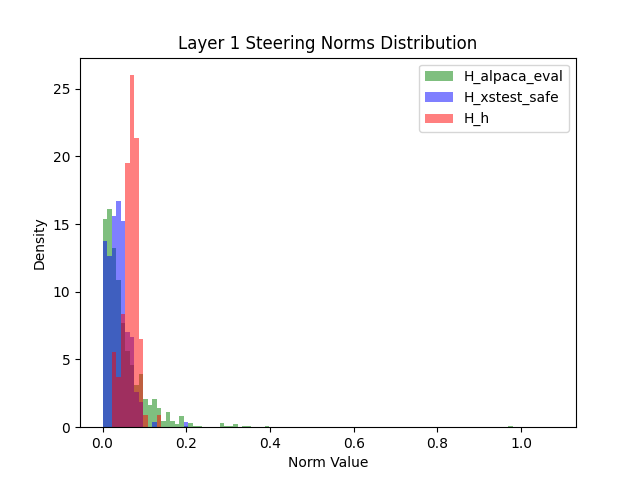 Layer 1 Steering Norms Distribution
H_alpaca_eval
H_xstest_safe
H_h
25
20
15
10
5
0
Density
0.0 0.2 0.4 0.6 0.8 1.0
Norm Value